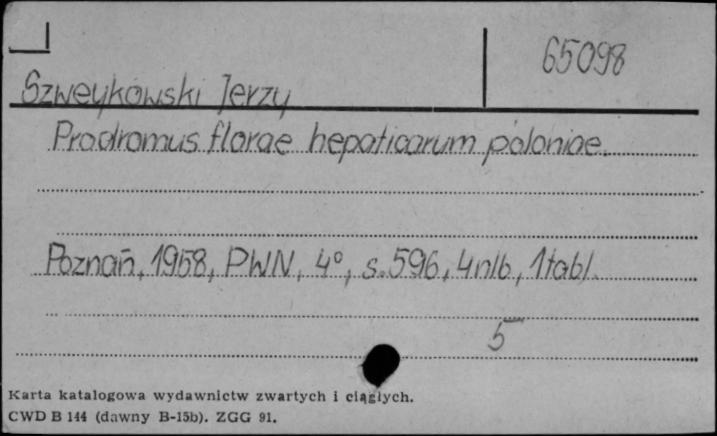 65098
Szweykowski Jerzy
Prodromus florae hepaticarum poloniae.
Poznań, 1958, PWN, 4°, s. 596, 4 nlb, 1 tabl.
5
Karta katalogowa wydawnictw zwartych i ciągłych.
CWD B 144 (dawny B-15b). ZGG 91.